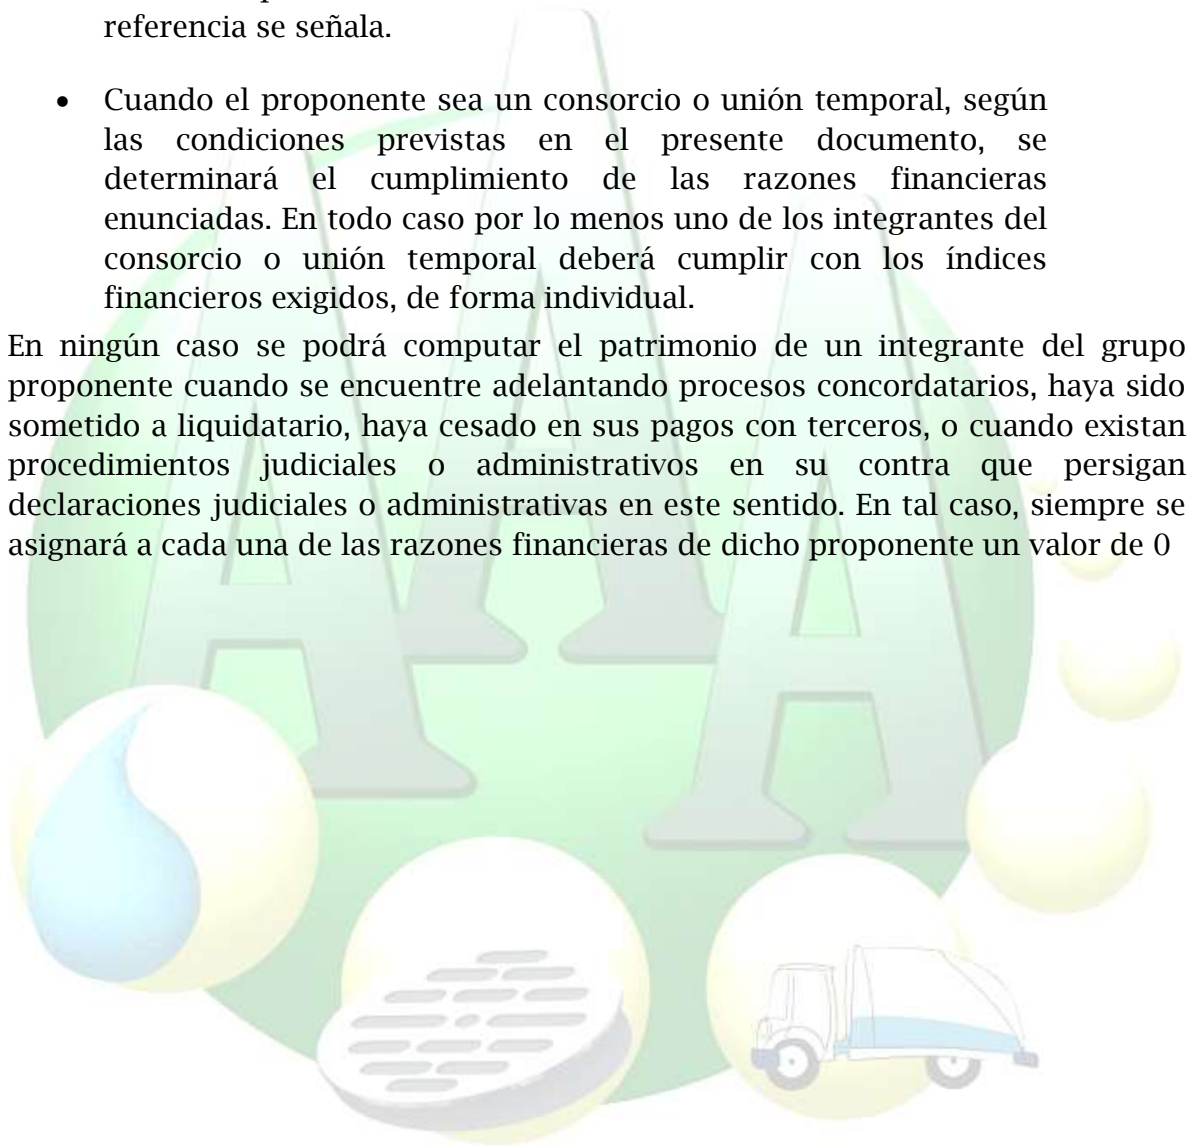 referencia se señala.
• Cuando el proponente sea un consorcio o unión temporal, según
las condiciones previstas en el presente documento, se
determinará el cumplimiento de las razones financieras
enunciadas. En todo caso por lo menos uno de los integrantes del
consorcio o unión temporal deberá cumplir con los índices
financieros exigidos, de forma individual.
En ningún caso se podrá computar el patrimonio de un integrante del grupo
proponente cuando se encuentre adelantando procesos concordatarios, haya sido
sometido a liquidatario, haya cesado en sus pagos con terceros, o cuando existan
procedimientos judiciales o administrativos en su contra que persigan
declaraciones judiciales o administrativas en este sentido. En tal caso, siempre se
asignará a cada una de las razones financieras de dicho proponente un valor de 0
AAA